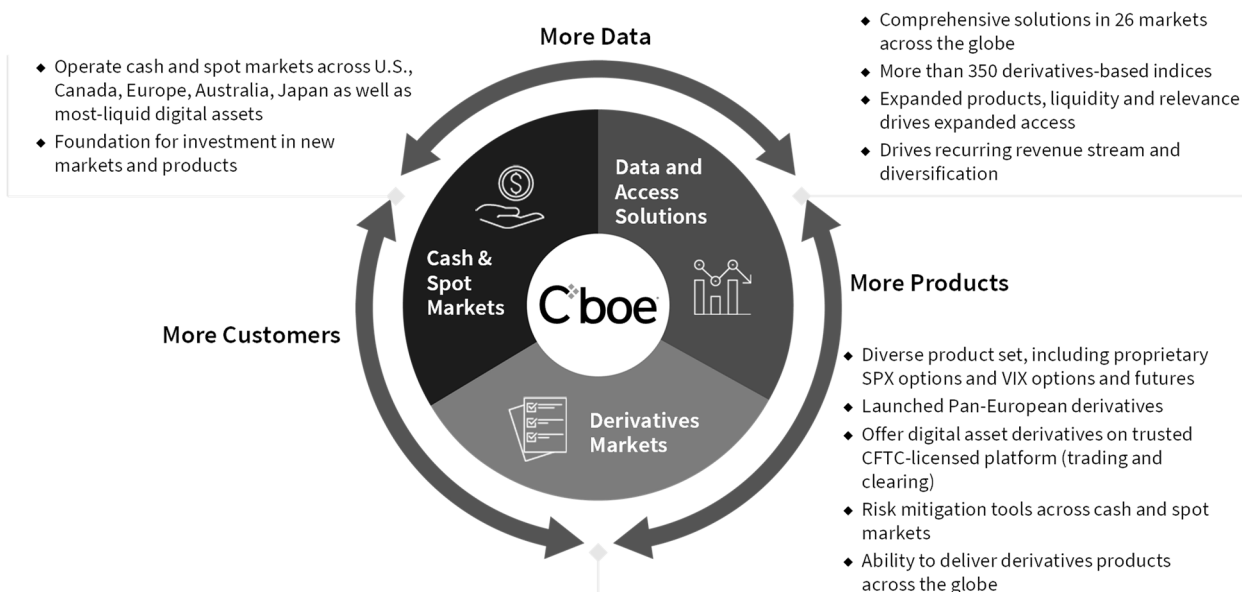 More Data
◆ Operate cash and spot markets across U.S.,
Canada, Europe, Australia, Japan as well as
most-liquid digital assets
◆ Foundation for investment in new
markets and products
◆ Comprehensive solutions in 26 markets
across the globe
◆ More than 350 derivatives-based indices
◆ Expanded products, liquidity and relevance
drives expanded access
◆ Drives recurring revenue stream and
diversification
Data and
Access
Solutions
Cash &
Spot
Markets
Cboe
More Products
More Customers
Derivatives
Markets
◆ Diverse product set, including proprietary
SPX options and VIX options and futures
◆ Launched Pan-European derivatives
◆ Offer digital asset derivatives on trusted
CFTC-licensed platform (trading and
clearing)
◆ Risk mitigation tools across cash and spot
markets
◆ Ability to deliver derivatives products
across the globe